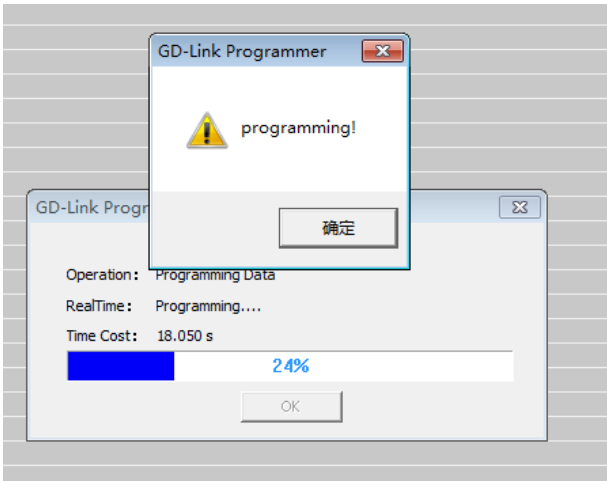 GD-Link Programmer
programming!
确定
GD-Link Progr
Operation: Programming Data
RealTime: Programming....
Time Cost: 18.050 s
24%
OK